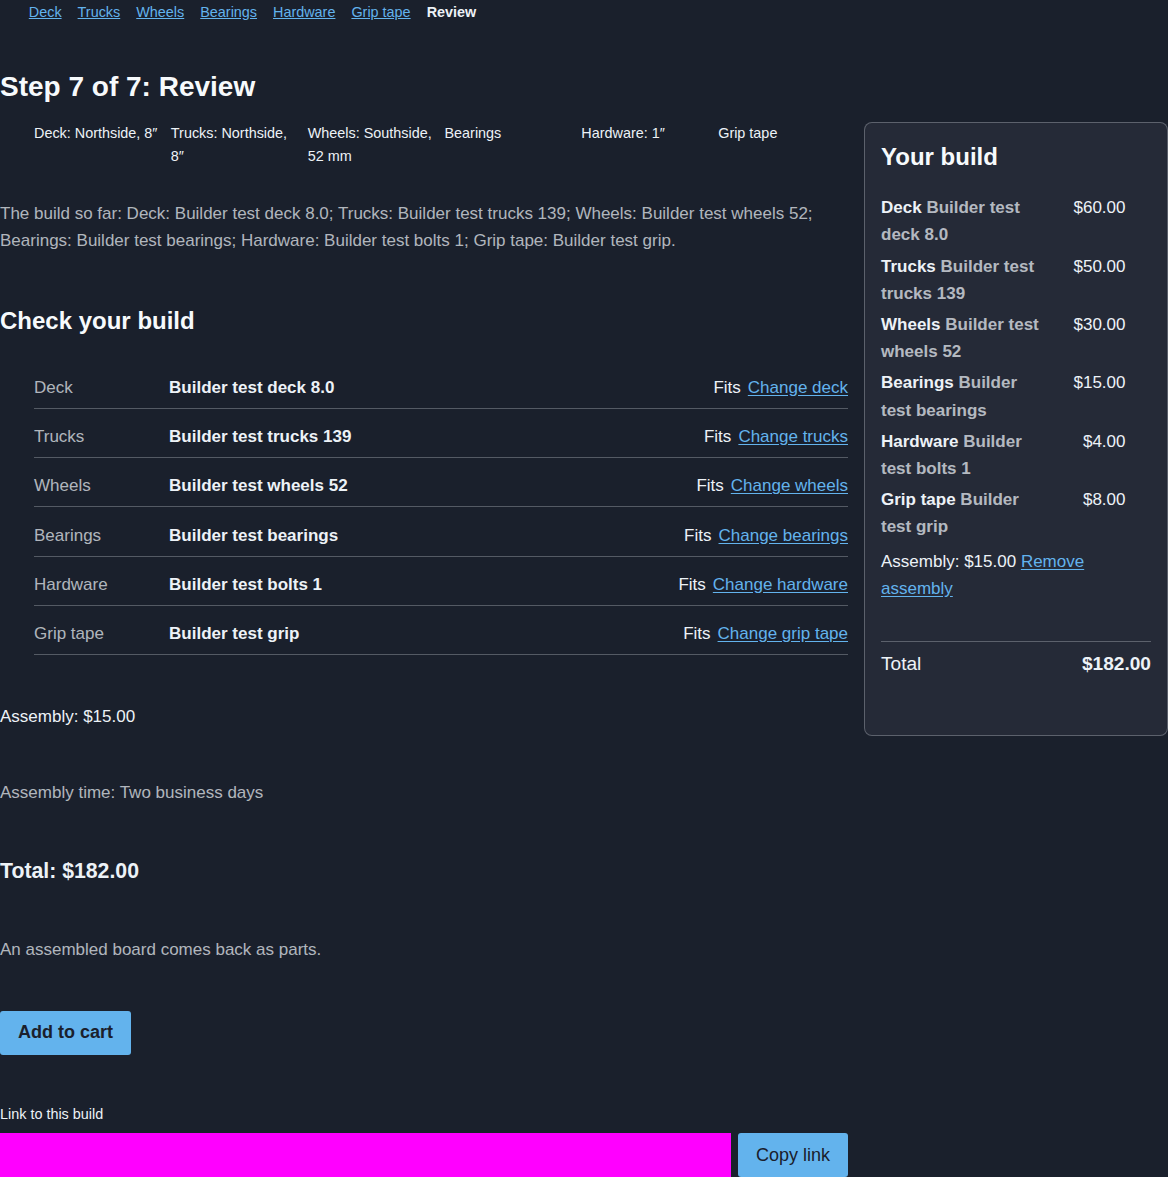 Deck Trucks Wheels Bearings Hardware Grip tape Review
Step 7 of 7: Review
Deck: Northside, 8″ Trucks: Northside, 8″ Wheels: Southside, 52 mm Bearings Hardware: 1″ Grip tape
The build so far: Deck: Builder test deck 8.0; Trucks: Builder test trucks 139; Wheels: Builder test wheels 52;
Bearings: Builder test bearings; Hardware: Builder test bolts 1; Grip tape: Builder test grip.
Check your build
Deck Builder test deck 8.0 Fits Change deck
Trucks Builder test trucks 139 Fits Change trucks
Wheels Builder test wheels 52 Fits Change wheels
Bearings Builder test bearings Fits Change bearings
Hardware Builder test bolts 1 Fits Change hardware
Grip tape Builder test grip Fits Change grip tape
Assembly: $15.00
Assembly time: Two business days
Total: $182.00
An assembled board comes back as parts.
Add to cart
Link to this build
Copy link
Your build
Deck Builder test $60.00
deck 8.0
Trucks Builder test $50.00
trucks 139
Wheels Builder test $30.00
wheels 52
Bearings Builder $15.00
test bearings
Hardware Builder $4.00
test bolts 1
Grip tape Builder $8.00
test grip
Assembly: $15.00 Remove
assembly
Total $182.00